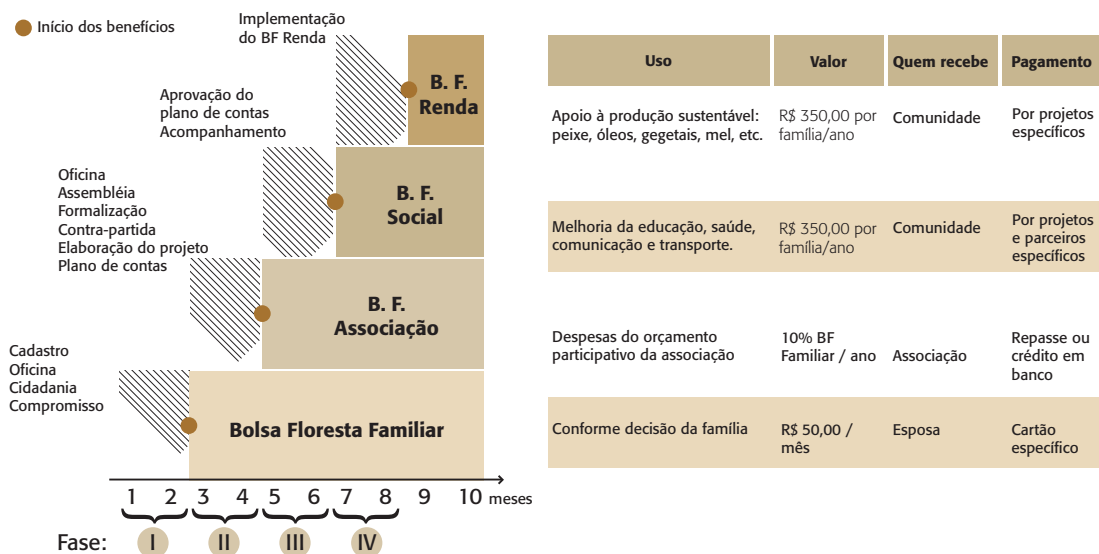 Início dos benefícios
Implementação
do BF Renda
B. F.
Renda
Aprovação do
plano de contas
Acompanhamento
B. F.
Social
Oficina
Assembléia
Formalização
Contra-partida
Elaboração do projeto
Plano de contas
B. F.
Associação
Cadastro
Oficina
Cidadania
Compromisso
Bolsa Floresta Familiar
1 2 3 4 5 6 7 8 9 10 meses
Fase: I II III IV
Uso Valor Quem recebe Pagamento
Apoio à produção sustentável:
peixe, óleos, gegetais, mel, etc.
R$ 350,00 por
família/ano
Comunidade
Por projetos
específicos
Melhoria da educação, saúde,
comunicação e transporte.
R$ 350,00 por
família/ano
Comunidade
Por projetos
e parceiros
específicos
Despesas do orçamento
participativo da associação
10% BF
Familiar / ano
Associação
Repasse ou
crédito em
banco
Conforme decisão da família
R$ 50,00 /
mês
Esposa
Cartão
específico